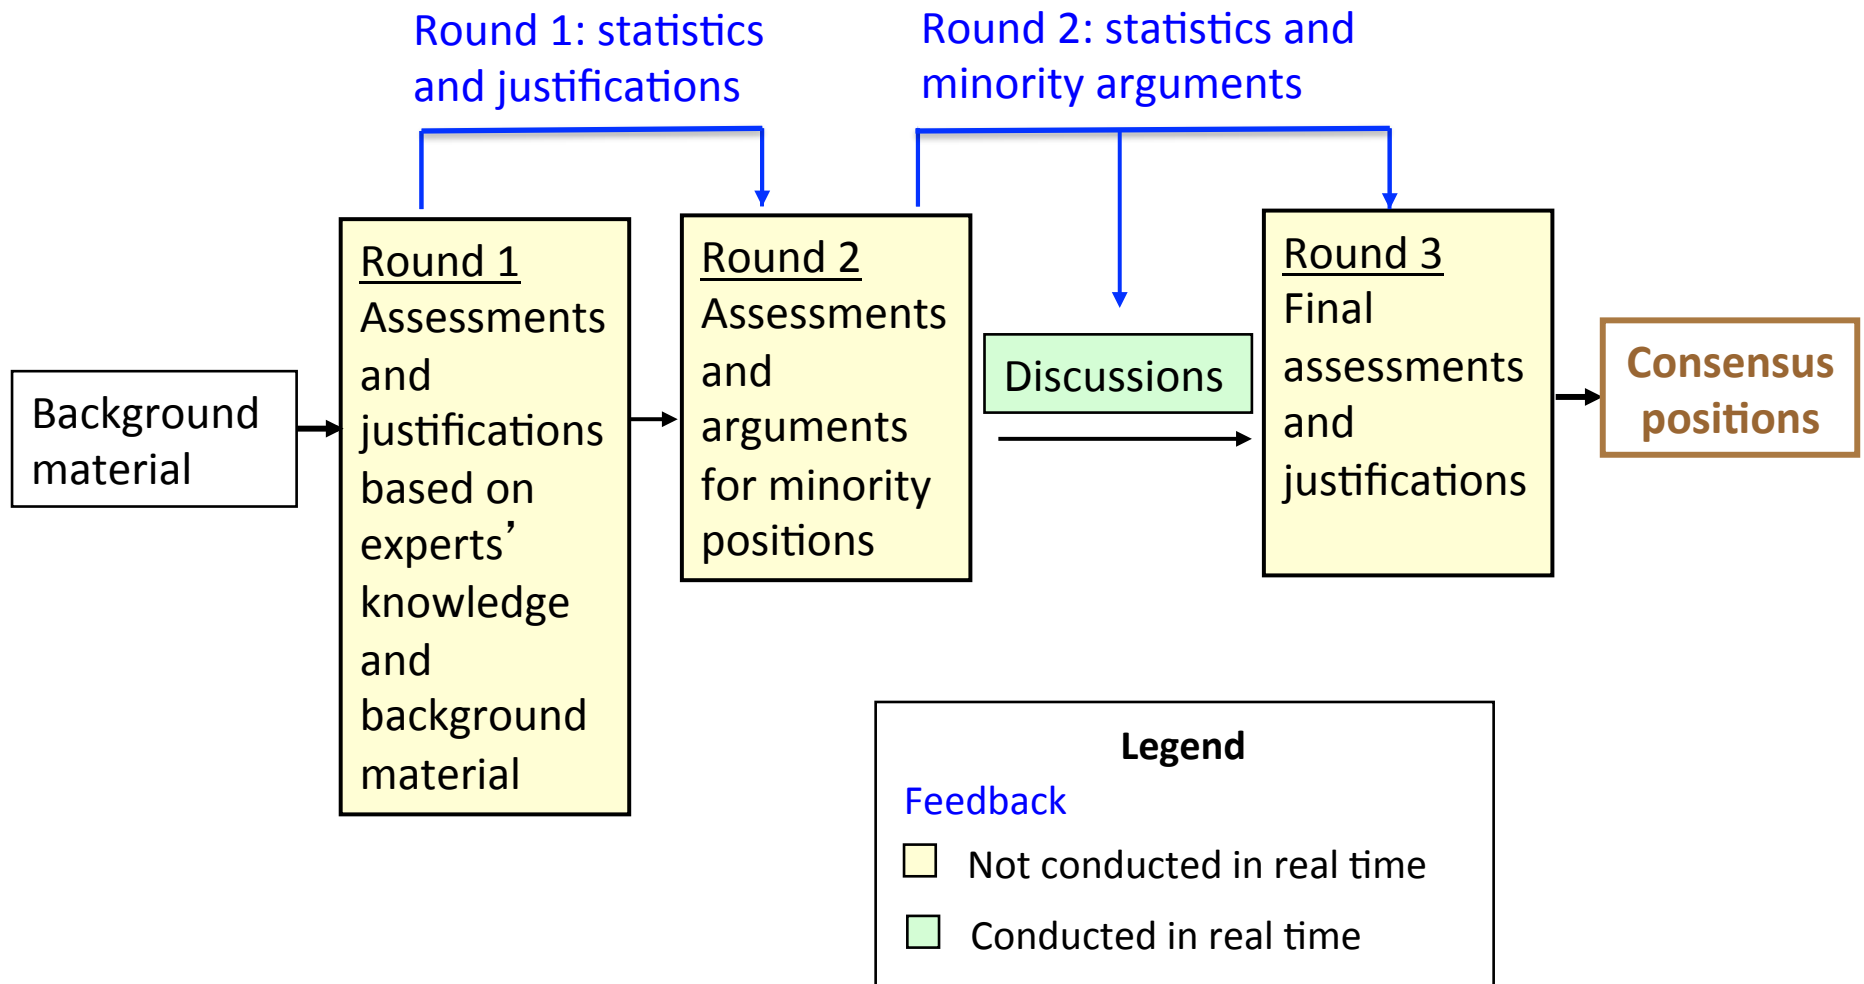 Round 1: statistics
and justifications
Round 2: statistics and
minority arguments
Background
material
Round 1
Assessments
and
justifications
based on
experts’
knowledge
and
background
material
Round 2
Assessments
and
arguments
for minority
positions
Discussions
Round 3
Final
assessments
and
justifications
Consensus
positions
Legend
Feedback
Not conducted in real time
Conducted in real time